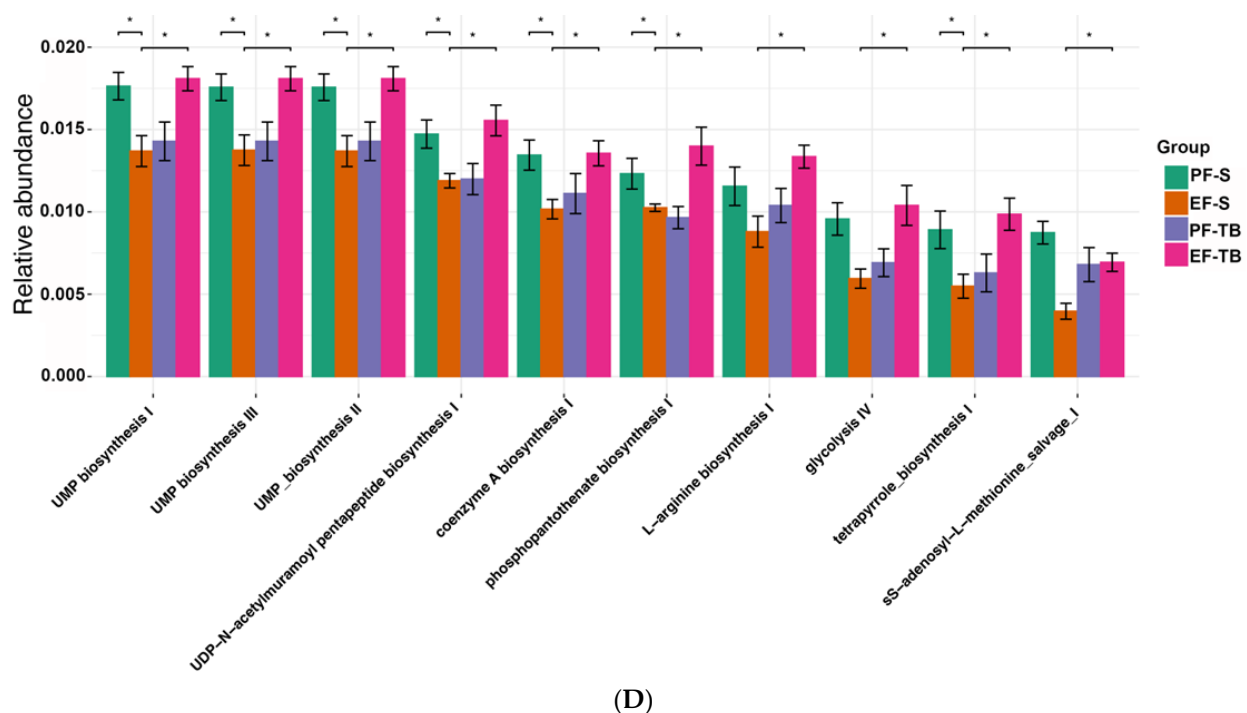 * * * * * * * *
* * * * * * * * * *
0.020
0.015
0.010
0.005
0.000
Relative abundance
Group
PF-S
EF-S
PF-TB
EF-TB
UMP biosynthesis I
UMP biosynthesis III
UMP_biosynthesis II
UDP-N-acetylmuramoyl pentapeptide biosynthesis I
coenzyme A biosynthesis I
phosphopantothenate biosynthesis I
L-arginine biosynthesis I
glycolysis IV
tetrapyrrole_biosynthesis I
sS-adenosyl-L-methionine_salvage_I
(D)